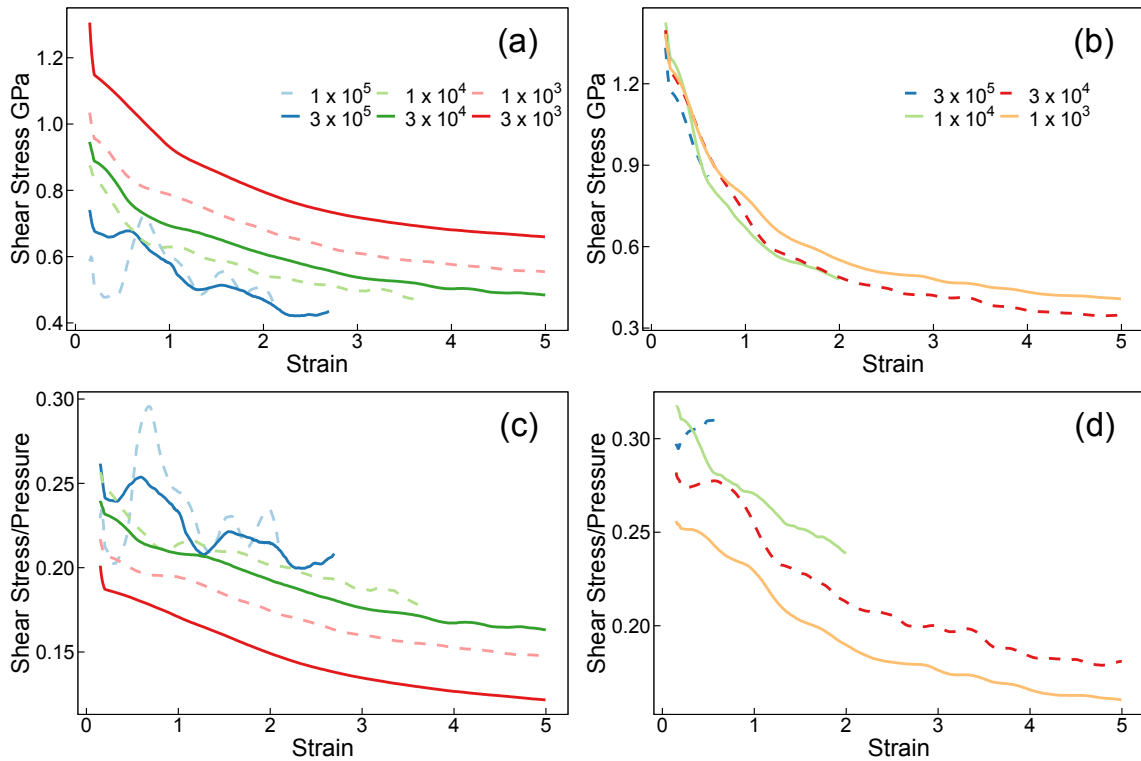 (a)
Shear Stress GPa
1.2
1.0
0.8
0.6
0.4
1 x 10⁵ 1 x 10⁴ 1 x 10³
3 x 10⁵ 3 x 10⁴ 3 x 10³
0 1 2 3 4 5
Strain
(b)
Shear Stress GPa
1.2
0.9
0.6
0.3
3 x 10⁵ 3 x 10⁴
1 x 10⁴ 1 x 10³
0 1 2 3 4 5
Strain
(c)
Shear Stress/Pressure
0.30
0.25
0.20
0.15
0 1 2 3 4 5
Strain
(d)
Shear Stress/Pressure
0.30
0.25
0.20
0 1 2 3 4 5
Strain